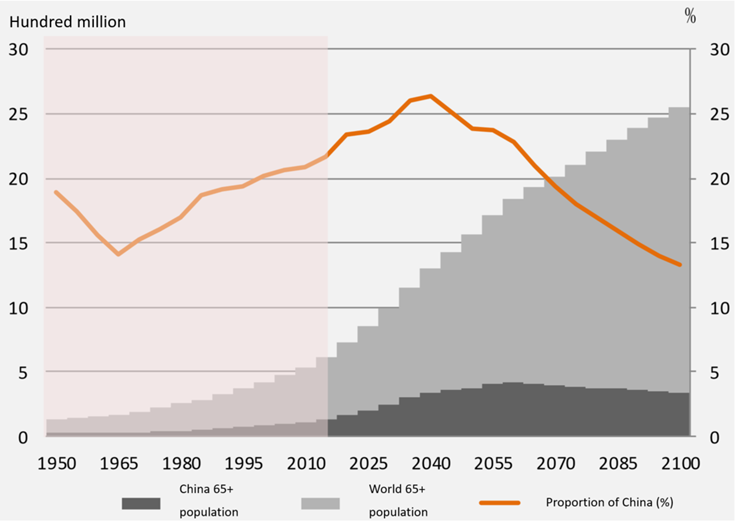 Hundred million
%
30
30
25
25
20
20
15
15
10
10
5
5
0
0
1950 1965 1980 1995 2010 2025 2040 2055 2070 2085 2100
China 65+
population
World 65+
population
Proportion of China (%)